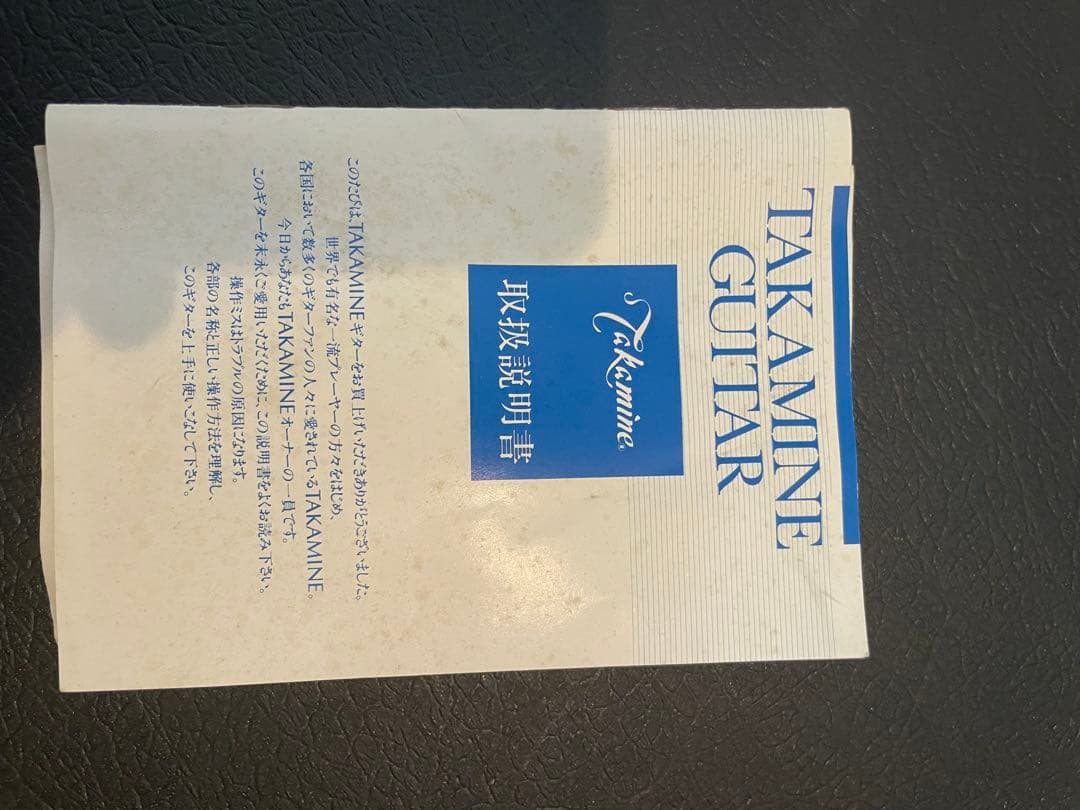 TAKAMINE
GUITAR
Takamine®
取扱説明書
このたびは、TAKAMINEギターをお買上げいただきありがとうございました。
世界でも有名な一流プレーヤーの方々をはじめ、
各国において数多くのギターファンの人々に愛されているTAKAMINE。
今日からあなたもTAKAMINEオーナーの一員です。
このギターを末永くご愛用いただくために、この説明書をよくお読み下さい。
操作ミスはトラブルの原因になります。
各部の名称と正しい操作方法を理解し、
このギターを上手に使いこなして下さい。